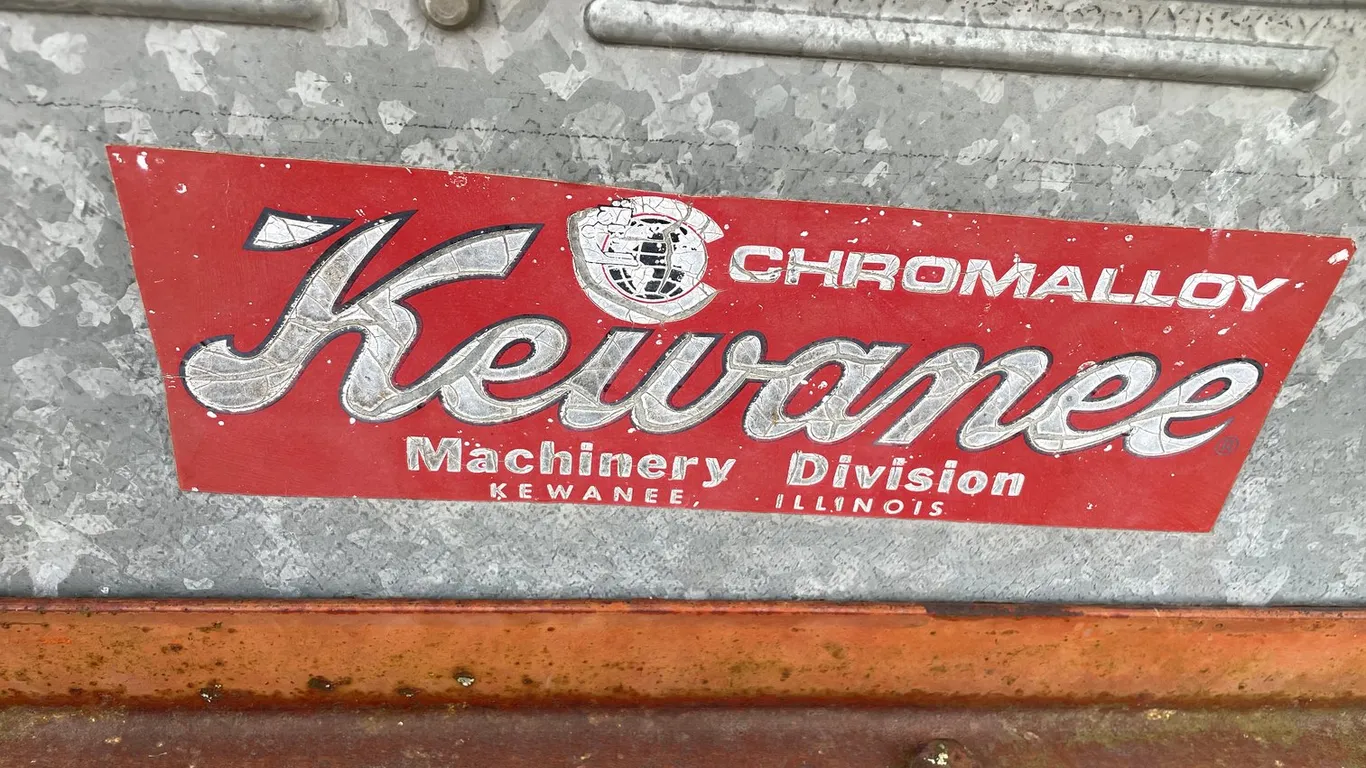 CHROMALLOY
Kewanee®
Machinery Division
KEWANEE, ILLINOIS